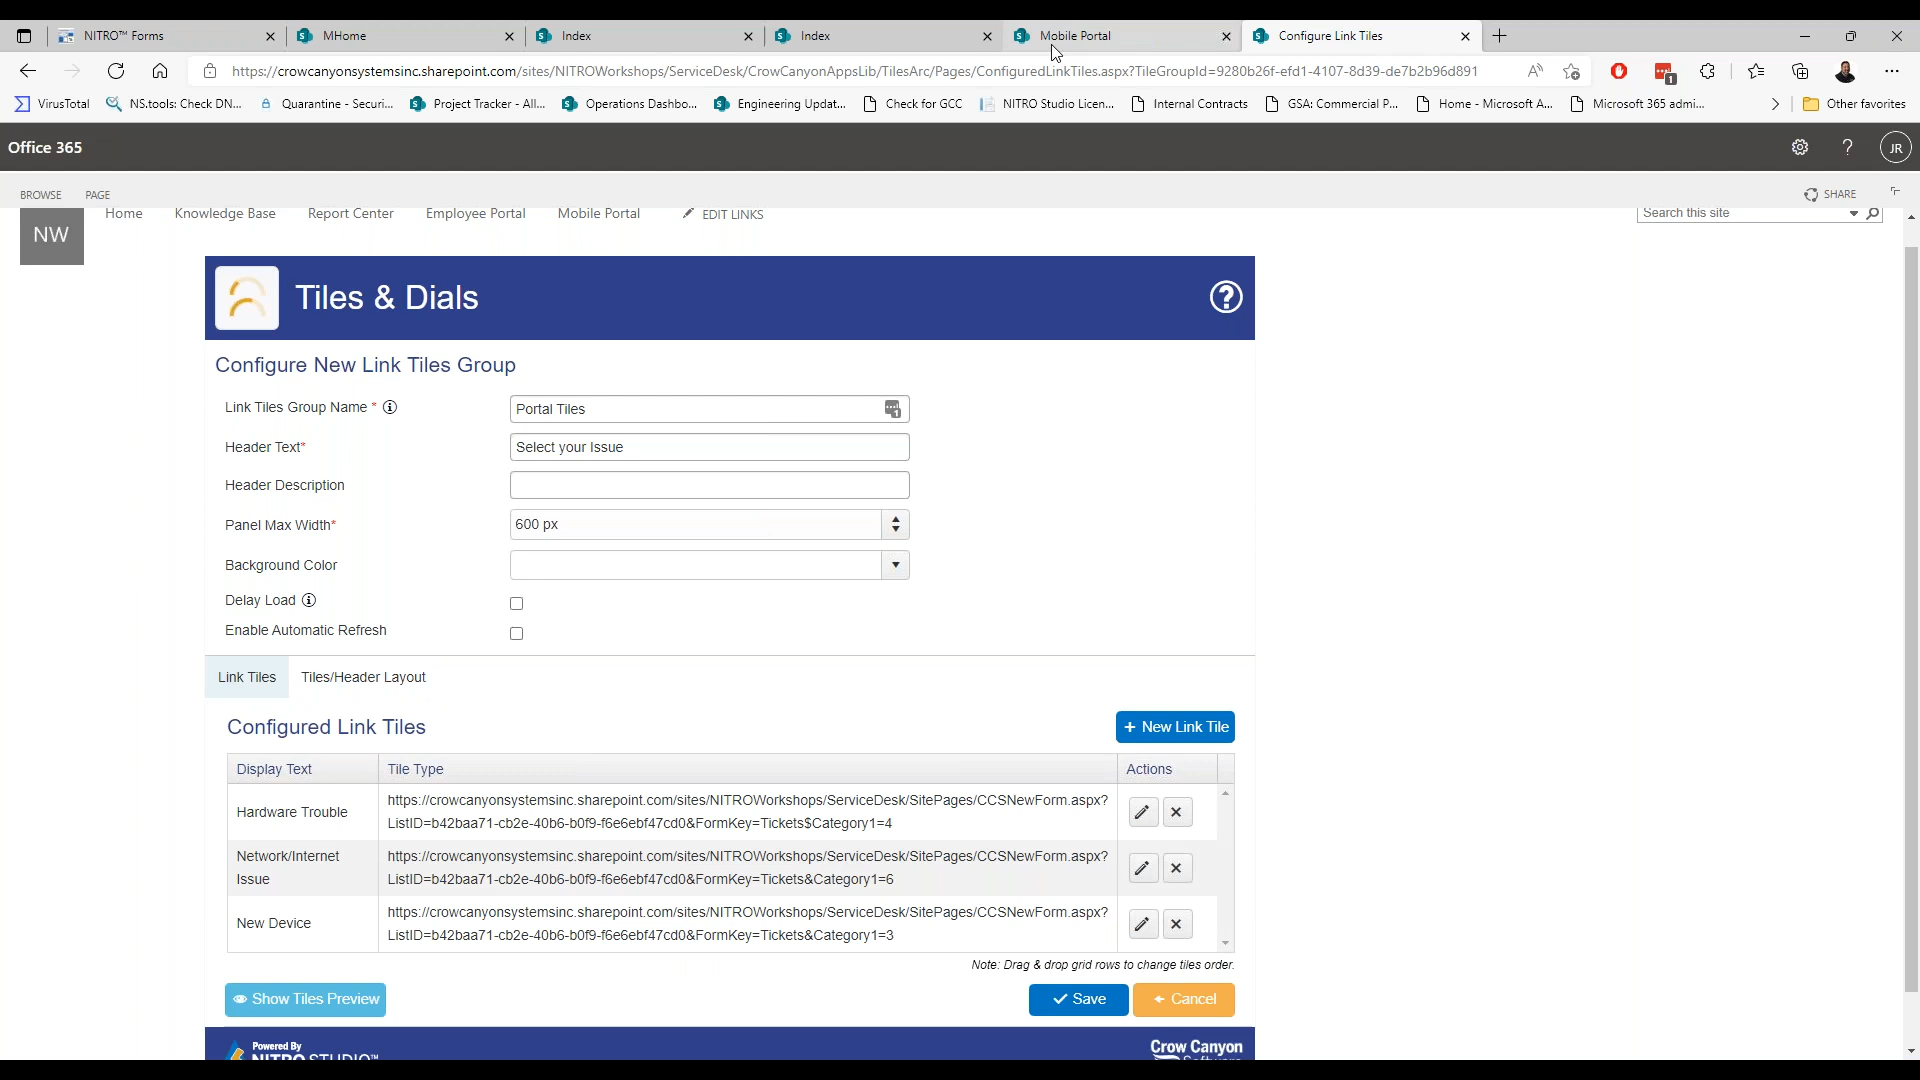 NITRO™ Forms
MHome
Index
Index
Mobile Portal
Configure Link Tiles
https://crowcanyonsystemsinc.sharepoint.com/sites/NITROWorkshops/ServiceDesk/CrowCanyonAppsLib/TilesArc/Pages/ConfiguredLinkTiles.aspx?TileGroupId=9280b26f-efd1-4107-8d39-de7b2b96d891
VirusTotal
NS.tools: Check DN...
Quarantine - Securi...
Project Tracker - All...
Operations Dashbo...
Engineering Updat...
Check for GCC
NITRO Studio Licen...
Internal Contracts
GSA: Commercial P...
Home - Microsoft A...
Microsoft 365 admi...
Other favorites
Office 365
JR
BROWSE PAGE
SHARE
NW
Home
Knowledge Base
Report Center
Employee Portal
Mobile Portal
EDIT LINKS
Search this site
Tiles & Dials
Configure New Link Tiles Group
Link Tiles Group Name *
Portal Tiles
Header Text*
Select your Issue
Header Description
Panel Max Width*
600 px
Background Color
Delay Load
Enable Automatic Refresh
Link Tiles
Tiles/Header Layout
Configured Link Tiles
+ New Link Tile
Display Text
Tile Type
Actions
Hardware Trouble
https://crowcanyonsystemsinc.sharepoint.com/sites/NITROWorkshops/ServiceDesk/SitePages/CCSNewForm.aspx?
ListID=b42baa71-cb2e-40b6-b0f9-f6e6ebf47cd0&FormKey=Tickets$Category1=4
Network/Internet
Issue
https://crowcanyonsystemsinc.sharepoint.com/sites/NITROWorkshops/ServiceDesk/SitePages/CCSNewForm.aspx?
ListID=b42baa71-cb2e-40b6-b0f9-f6e6ebf47cd0&FormKey=Tickets&Category1=6
New Device
https://crowcanyonsystemsinc.sharepoint.com/sites/NITROWorkshops/ServiceDesk/SitePages/CCSNewForm.aspx?
ListID=b42baa71-cb2e-40b6-b0f9-f6e6ebf47cd0&FormKey=Tickets&Category1=3
Note: Drag & drop grid rows to change tiles order.
Show Tiles Preview
Save
Cancel
Powered By
NITRO STUDIO™
Crow Canyon
Software